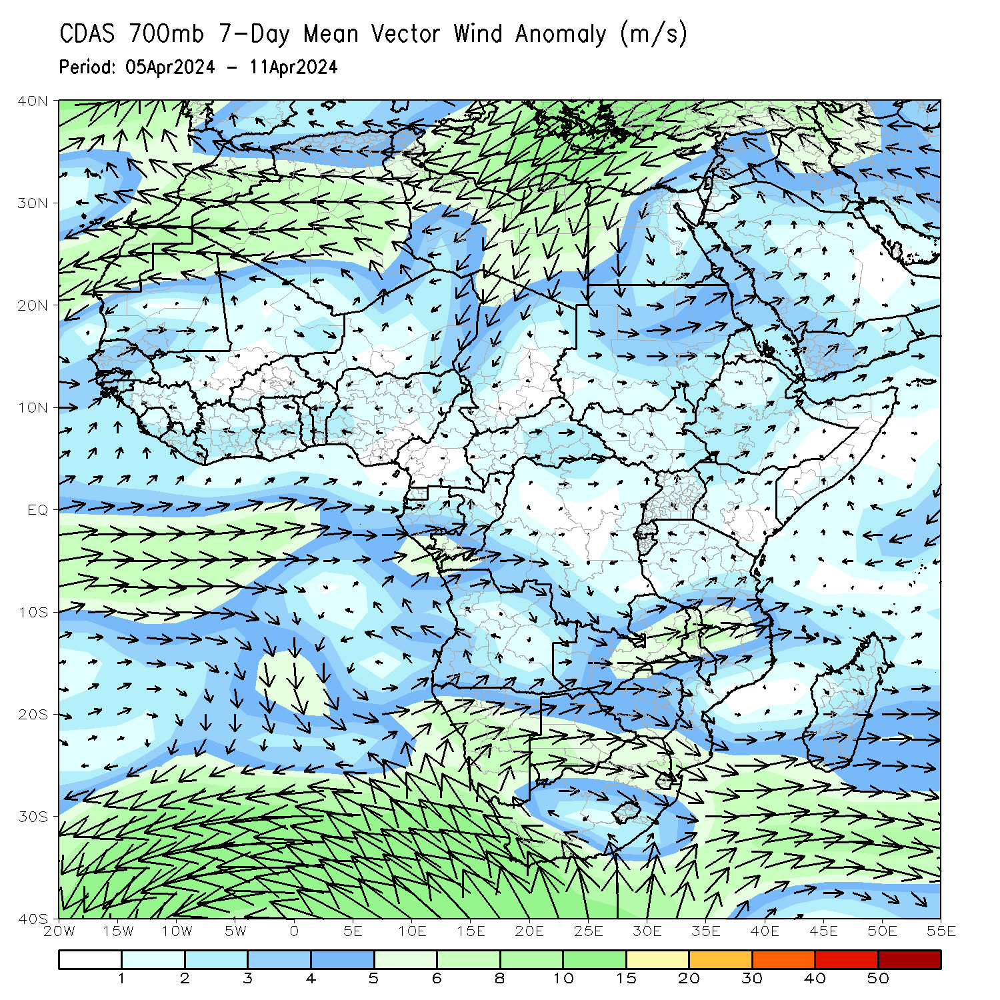 CDAS 700mb 7-Day Mean Vector Wind Anomaly (m/s)
Period: 05Apr2024 - 11Apr2024
40N
30N
20N
10N
EQ
10S
20S
30S
40S
20W 15W 10W 5W 0 5E 10E 15E 20E 25E 30E 35E 40E 45E 50E 55E
1 2 3 4 5 6 8 10 15 20 30 40 50